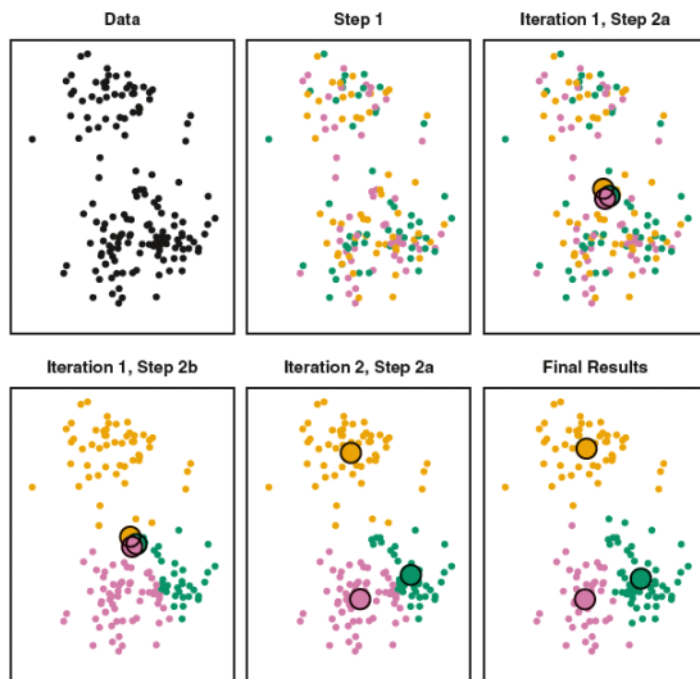 Data
Step 1
Iteration 1, Step 2a
Iteration 1, Step 2b
Iteration 2, Step 2a
Final Results